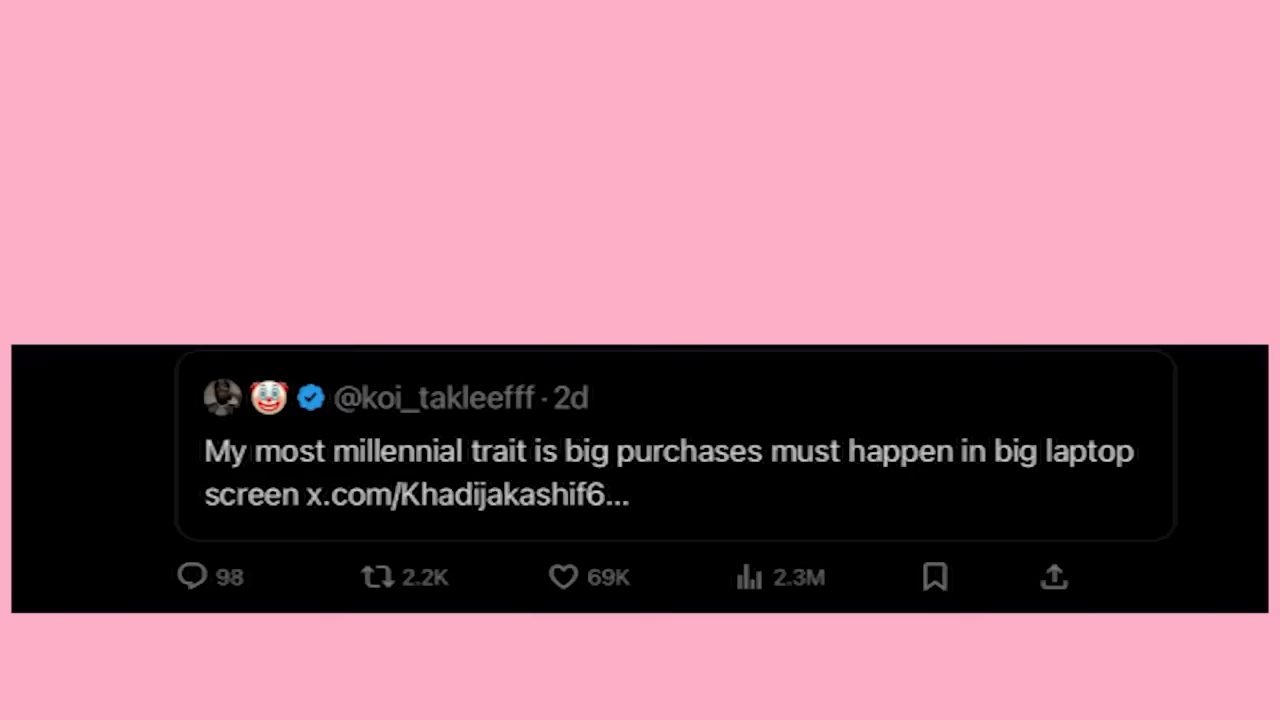 🤡 @koi_takleefff · 2d
My most millennial trait is big purchases must happen in big laptop
screen x.com/Khadijakashif6...
98 2.2K 69K 2.3M